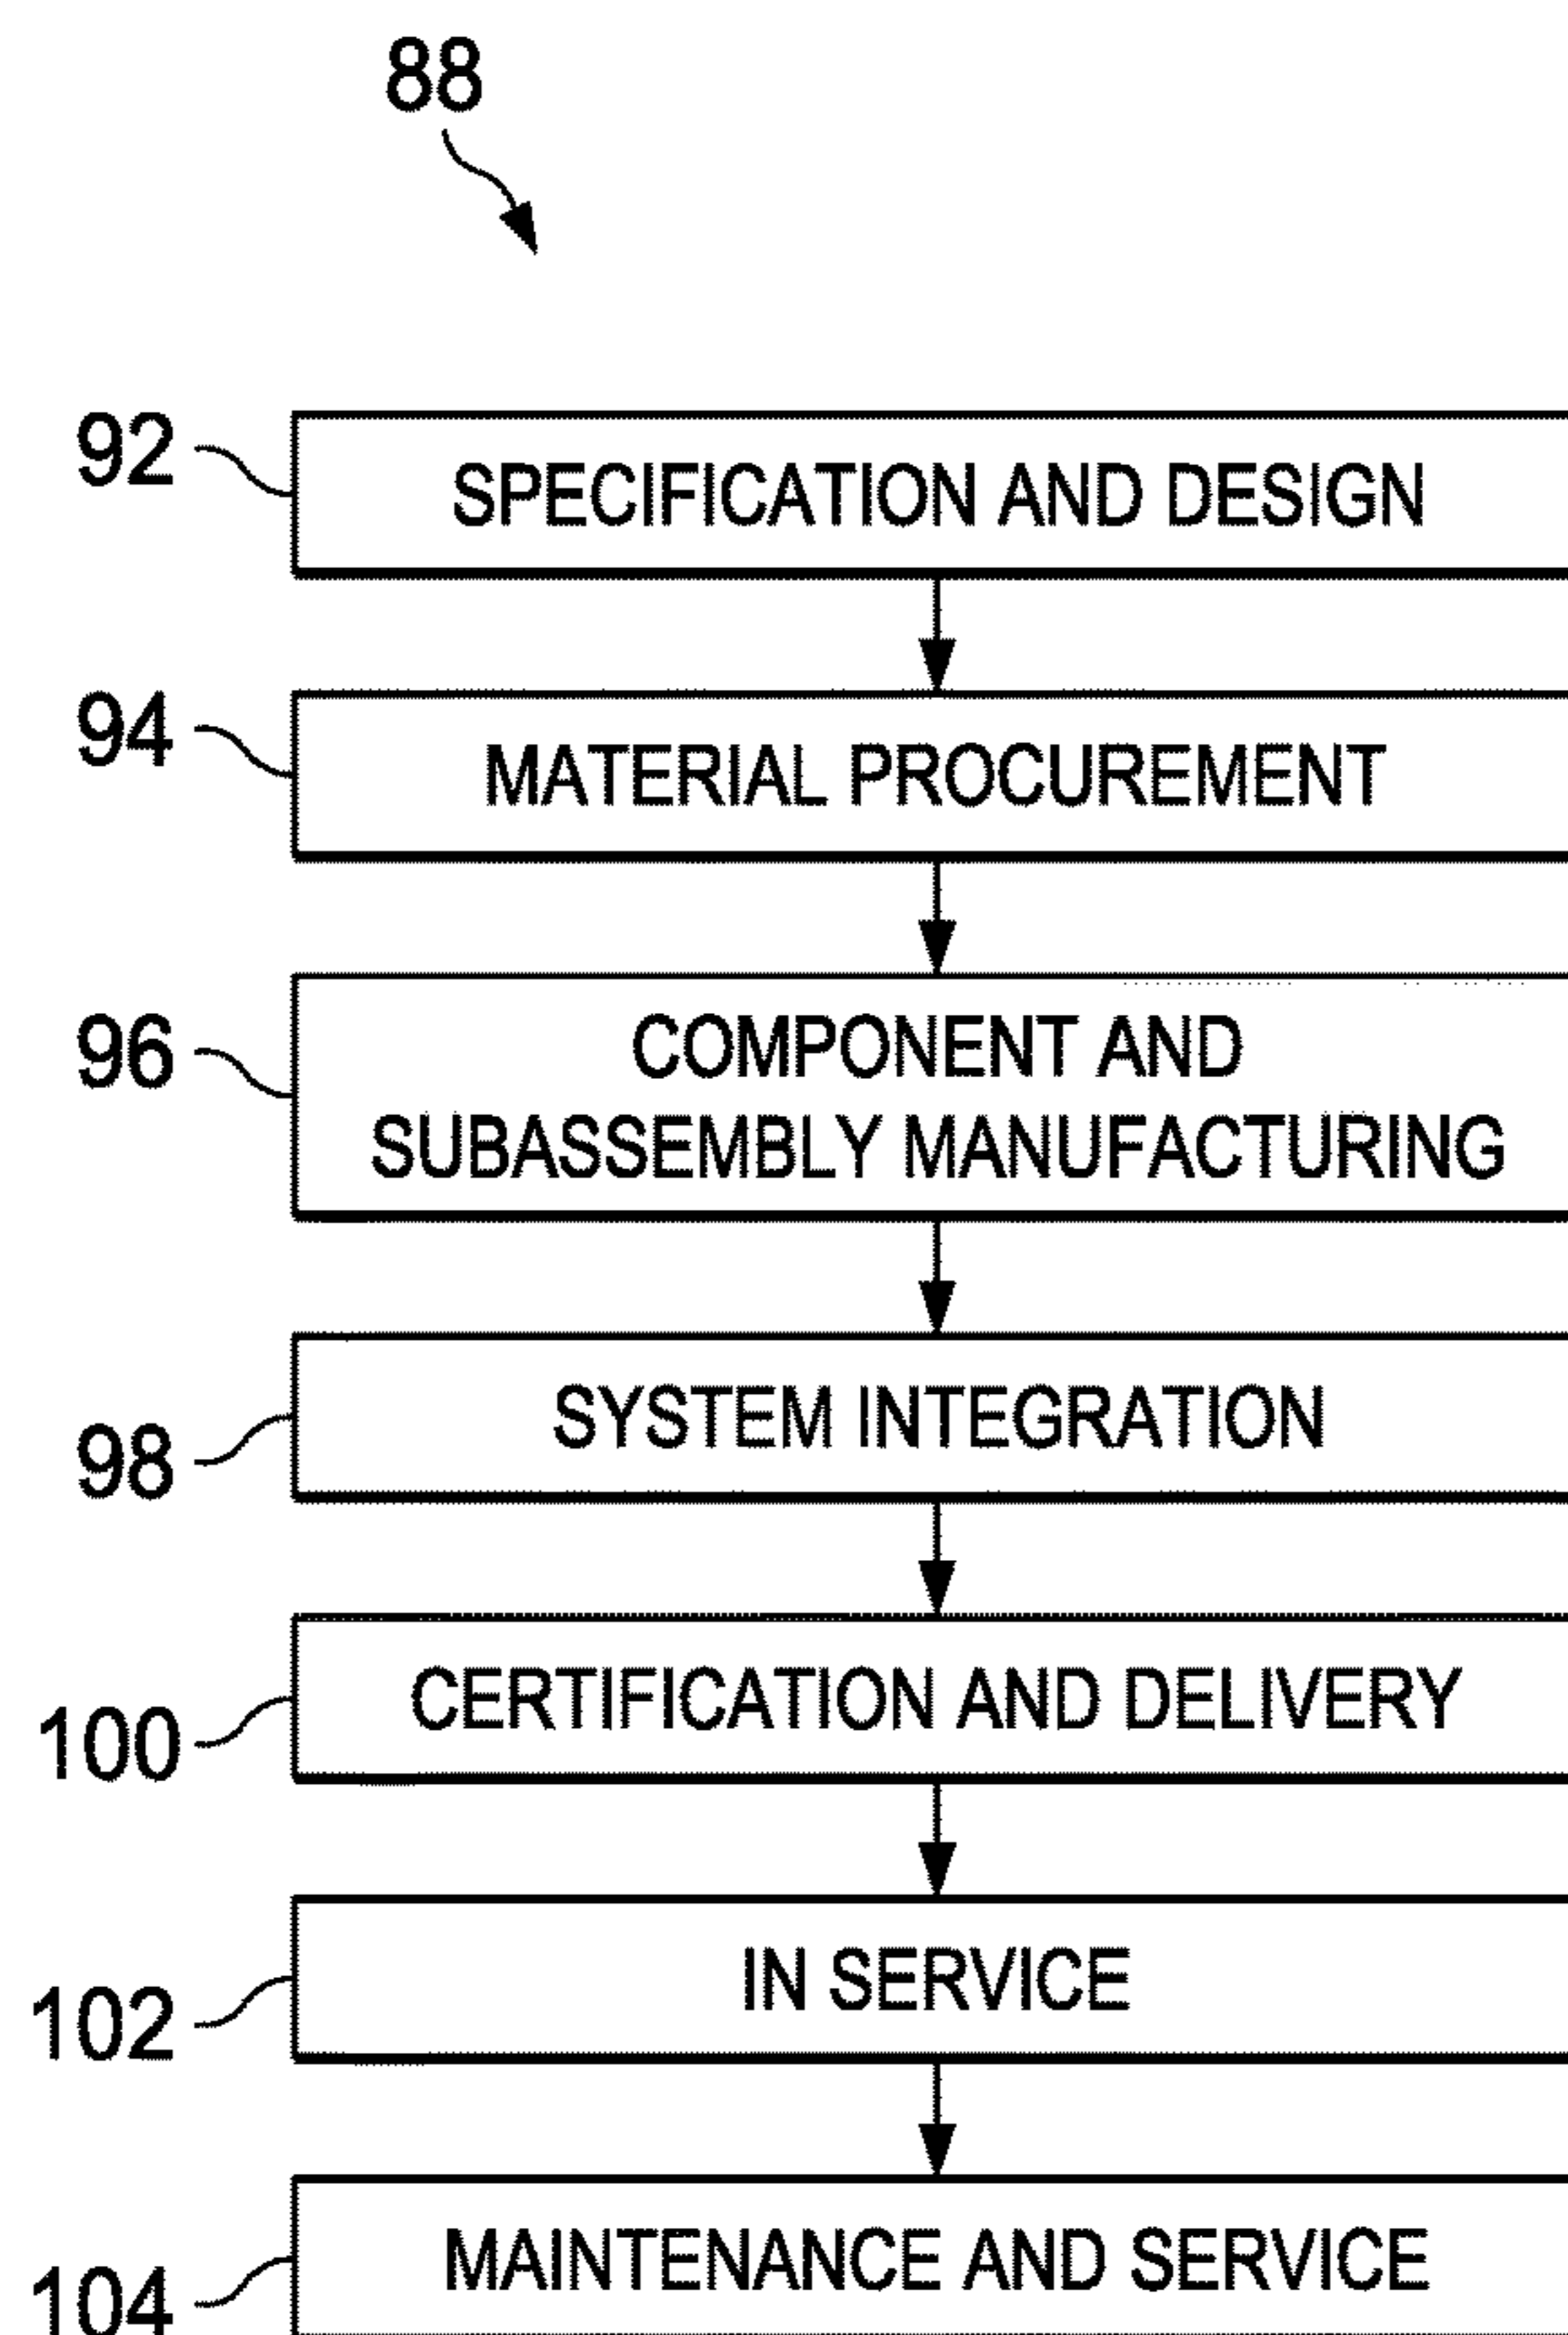 88
92
SPECIFICATION AND DESIGN
94
MATERIAL PROCUREMENT
96
COMPONENT AND
SUBASSEMBLY MANUFACTURING
98
SYSTEM INTEGRATION
100
CERTIFICATION AND DELIVERY
102
IN SERVICE
104
MAINTENANCE AND SERVICE